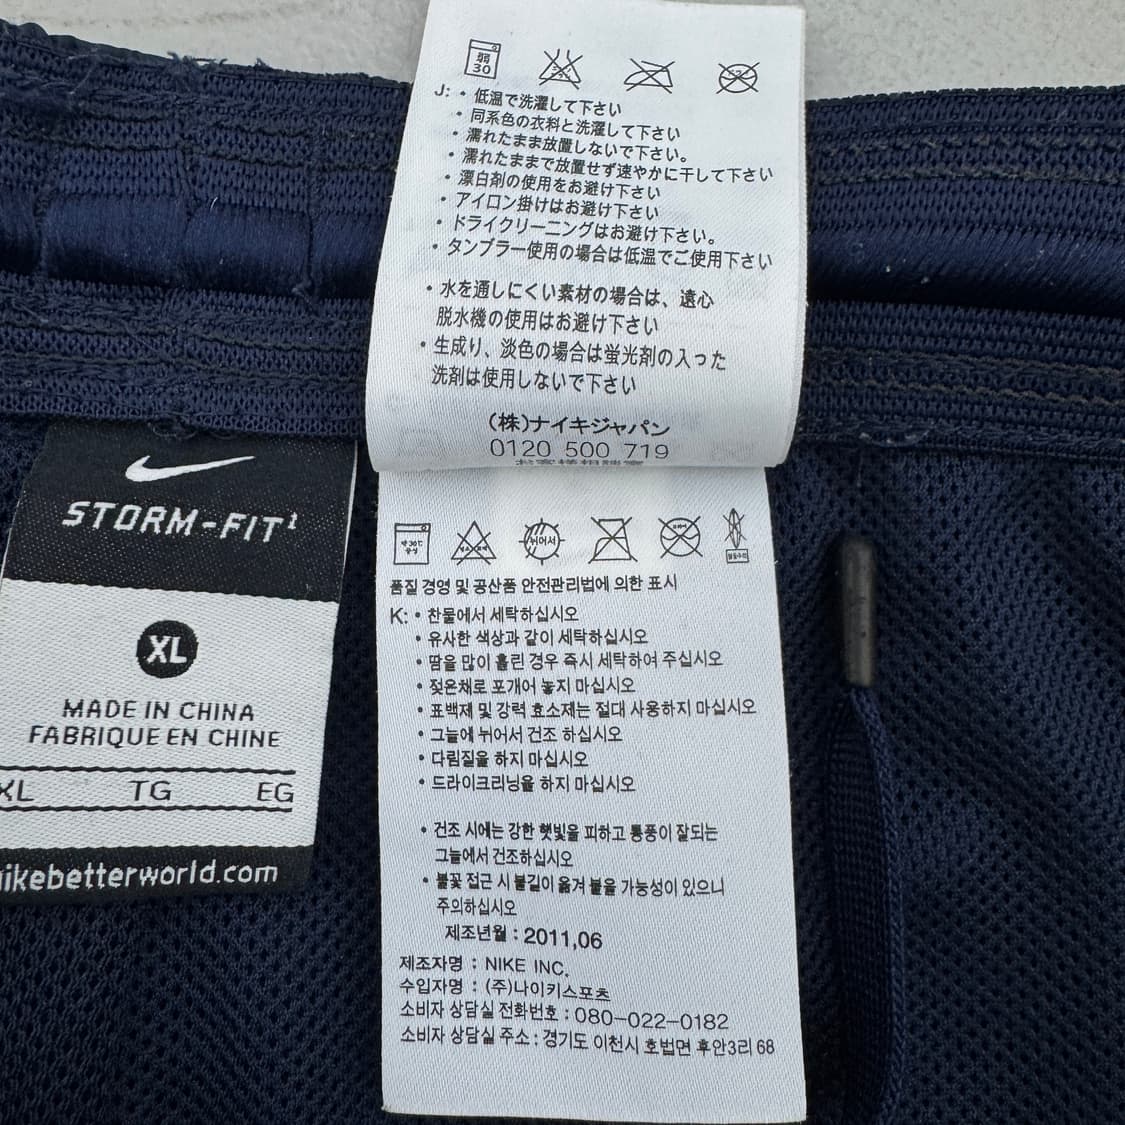 弱
30
J: ・低温で洗濯して下さい
・同系色の衣料と洗濯して下さい
・濡れたまま放置しないで下さい。
・濡れたままで放置せず速やかに干して下さい
・漂白剤の使用をお避け下さい
・アイロン掛けはお避け下さい
・ドライクリーニングはお避け下さい。
・タンブラー使用の場合は低温でご使用下さい
・水を通しにくい素材の場合は、遠心
脱水機の使用はお避け下さい
・生成り、淡色の場合は蛍光剤の入った
洗剤は使用しないで下さい
(株)ナイキジャパン
0120 500 719
お客様相談室
STORM-FIT1
XL
MADE IN CHINA
FABRIQUE EN CHINE
XL TG EG
nikebetterworld.com
약 30℃
중성
뉘어서
품질 경영 및 공산품 안전관리법에 의한 표시
K: • 찬물에서 세탁하십시오
• 유사한 색상과 같이 세탁하십시오
• 땀을 많이 흘린 경우 즉시 세탁하여 주십시오
• 젖은채로 포개어 놓지 마십시오
• 표백제 및 강력 효소제는 절대 사용하지 마십시오
• 그늘에 뉘어서 건조 하십시오
• 다림질을 하지 마십시오
• 드라이크리닝을 하지 마십시오
• 건조 시에는 강한 햇빛을 피하고 통풍이 잘되는
그늘에서 건조하십시오
• 불꽃 접근 시 불길이 옮겨 붙을 가능성이 있으니
주의하십시오
제조년월 : 2011,06
제조자명 : NIKE INC.
수입자명 : (주)나이키스포츠
소비자 상담실 전화번호 : 080-022-0182
소비자 상담실 주소 : 경기도 이천시 호법면 후안3리 68